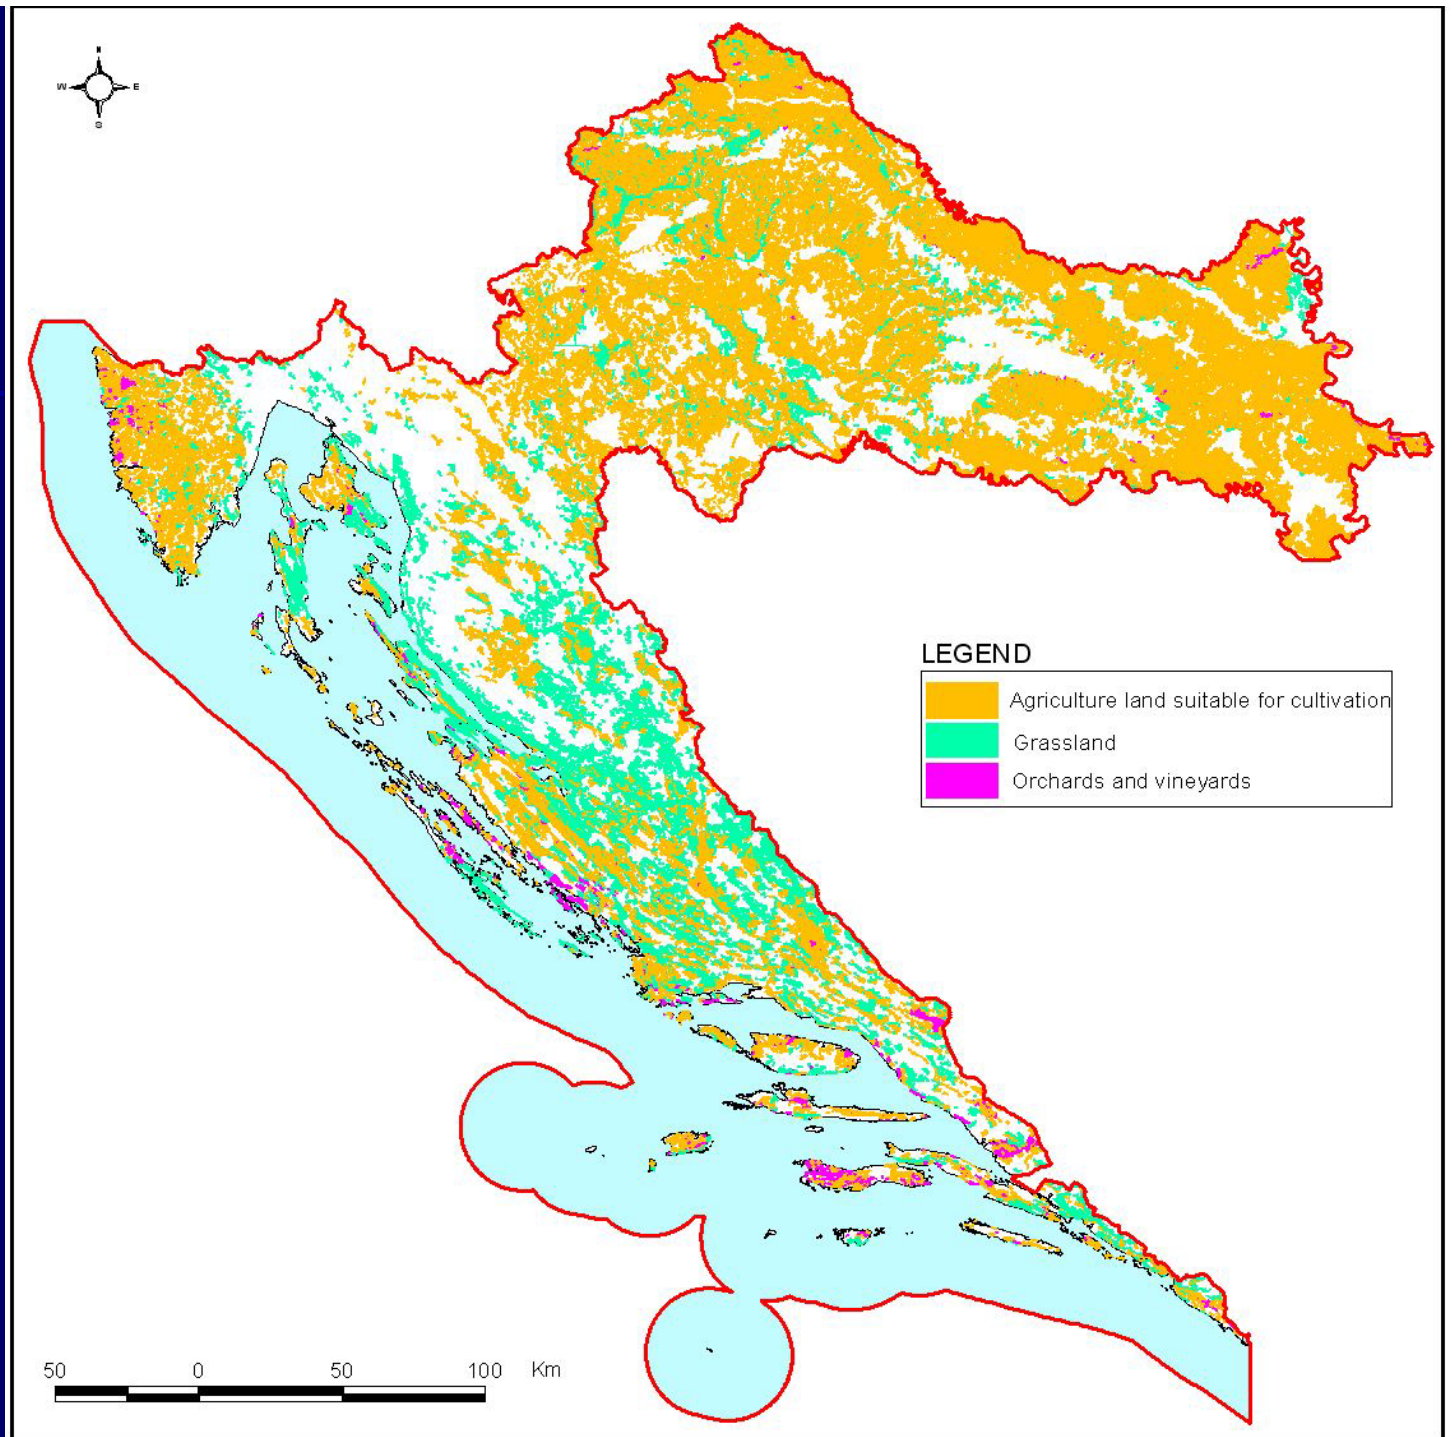 N
W E
S
LEGEND
Agriculture land suitable for cultivation
Grassland
Orchards and vineyards
50 0 50 100 Km